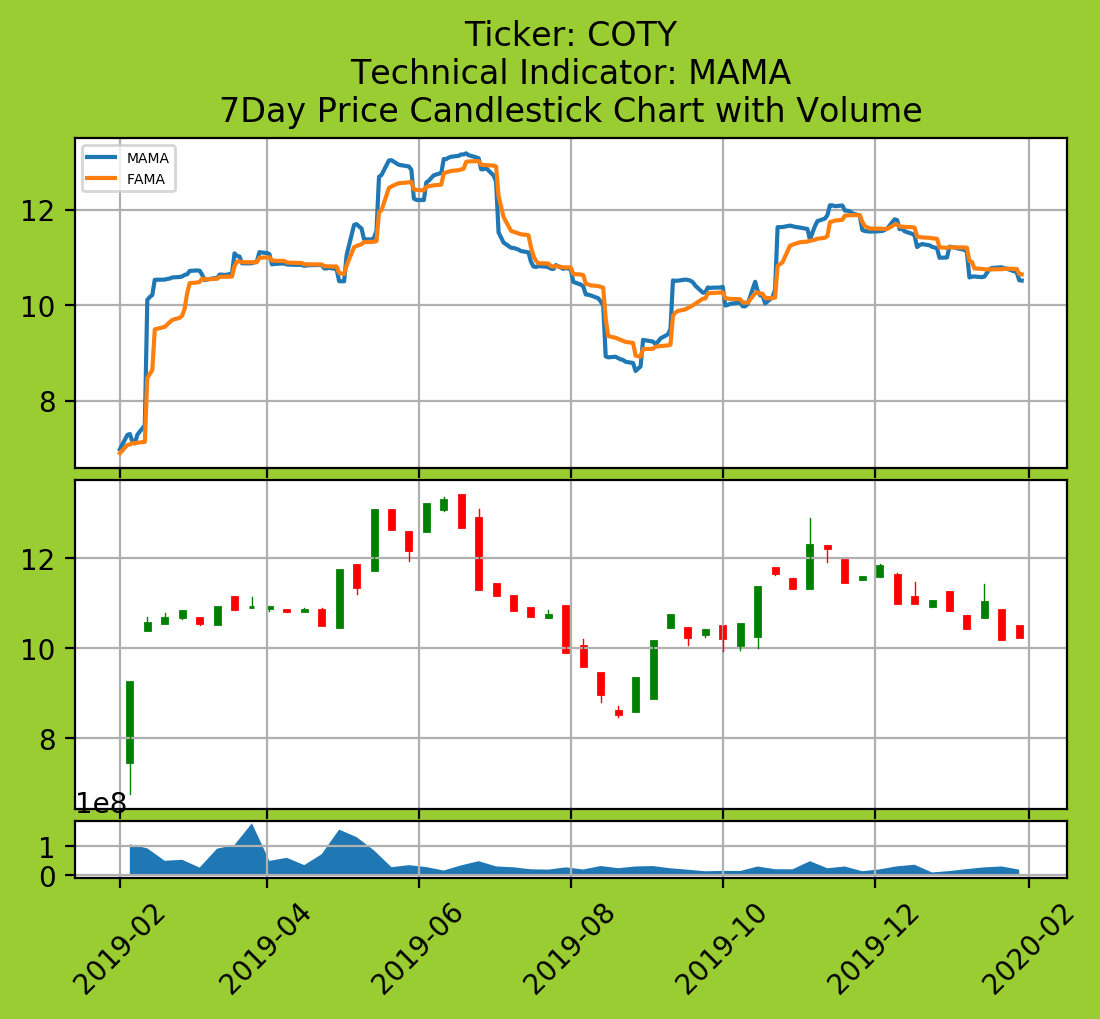 Ticker: COTY
Technical Indicator: MAMA
7Day Price Candlestick Chart with Volume
MAMA
FAMA
12
10
8
12
10
8
1e8
1
0
2019-02
2019-04
2019-06
2019-08
2019-10
2019-12
2020-02